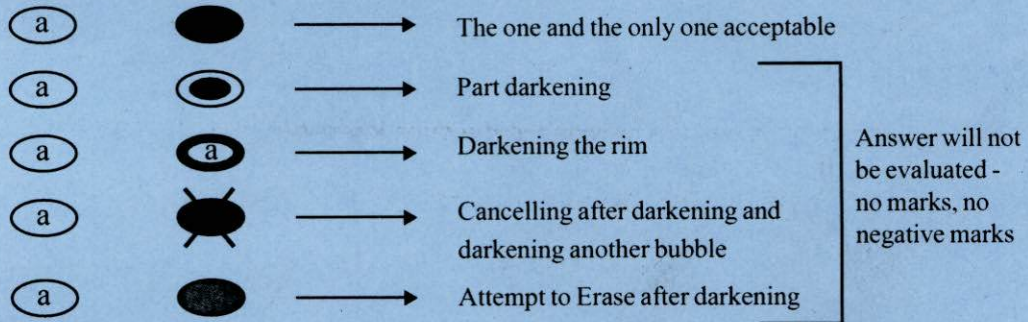 a The one and the only one acceptable
a Part darkening
a a Darkening the rim
a Cancelling after darkening and
darkening another bubble
a Attempt to Erase after darkening
Answer will not
be evaluated -
no marks, no
negative marks